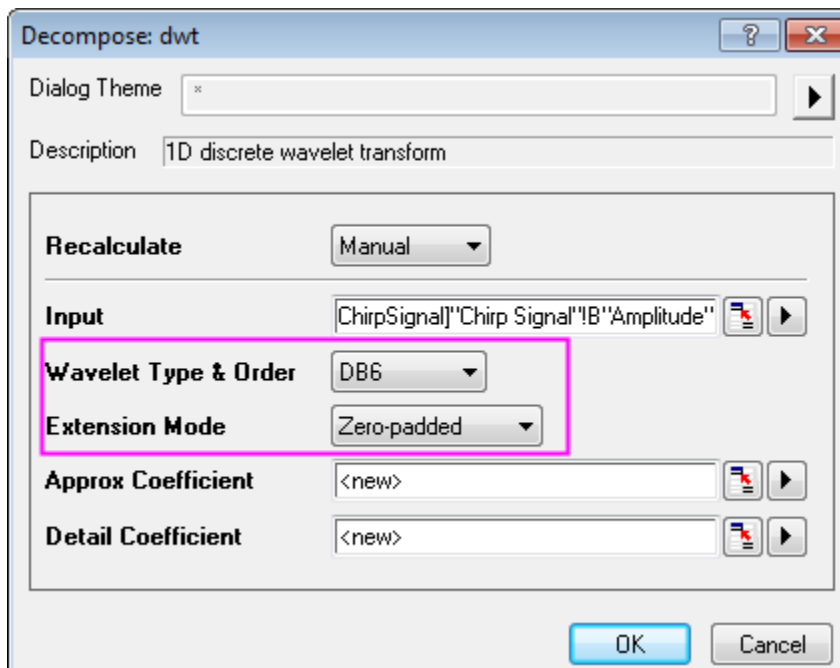 Decompose: dwt
Dialog Theme *
Description 1D discrete wavelet transform
Recalculate Manual
Input ChirpSignal]"Chirp Signal"!B"Amplitude"
Wavelet Type & Order DB6
Extension Mode Zero-padded
Approx Coefficient <new>
Detail Coefficient <new>
OK Cancel